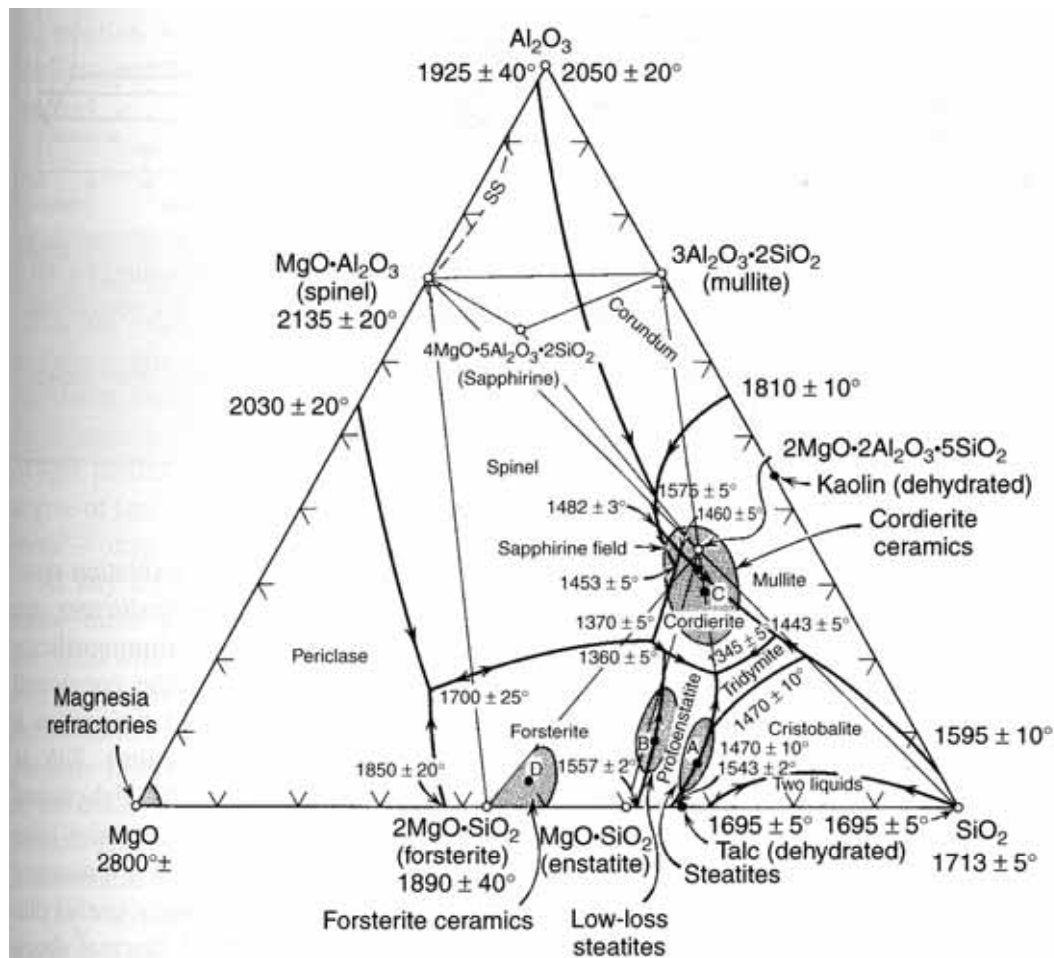 Al₂O₃
1925 ± 40° 2050 ± 20°
SS
MgO•Al₂O₃
(spinel)
2135 ± 20°
3Al₂O₃•2SiO₂
(mullite)
Corundum
4MgO•5Al₂O₃•2SiO₂
(Sapphirine)
2030 ± 20°
1810 ± 10°
2MgO•2Al₂O₃•5SiO₂
Kaolin (dehydrated)
Spinel
1575 ± 5°
1482 ± 3°
1460 ± 5°
Cordierite
ceramics
Sapphirine field
1453 ± 5°
Mullite
C
1370 ± 5°
Cordierite
1443 ± 5°
Periclase
1360 ± 5°
1345 ± 5°
Tridymite
1700 ± 25°
1470 ± 10°
Magnesia
refractories
Forsterite
Protoenstatite
Cristobalite
1595 ± 10°
B
A
1470 ± 10°
1850 ± 20°
D
1557 ± 2°
1543 ± 2°
Two liquids
MgO
2800°±
2MgO•SiO₂
(forsterite)
1890 ± 40°
MgO•SiO₂
(enstatite)
1695 ± 5° 1695 ± 5°
Talc (dehydrated)
SiO₂
1713 ± 5°
Steatites
Forsterite ceramics
Low-loss
steatites